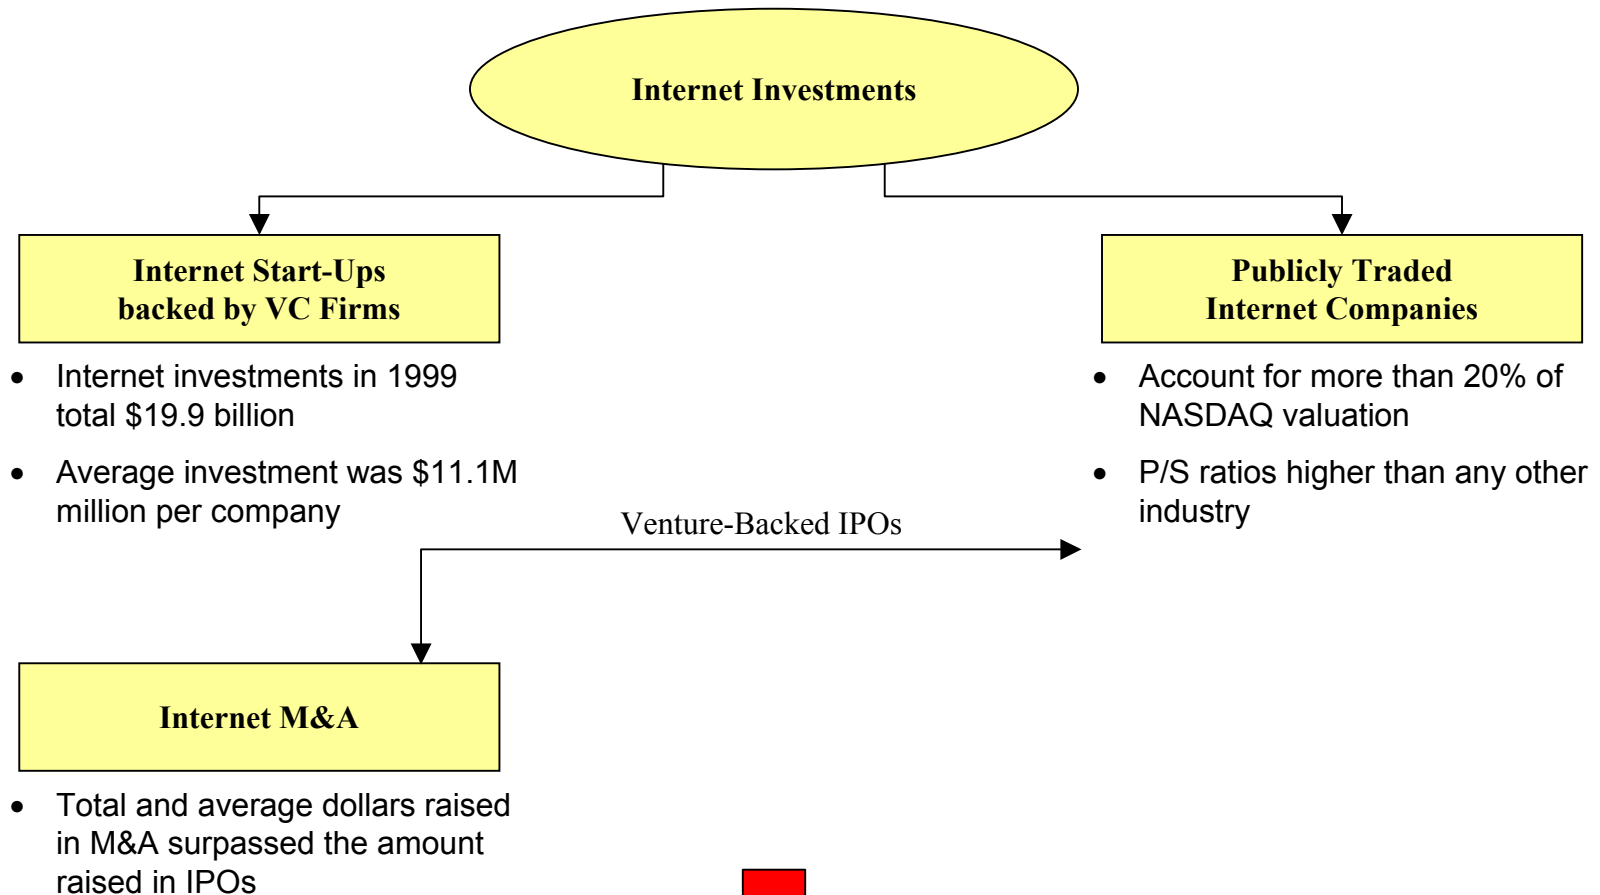 Internet Investments
Internet Start-Ups
backed by VC Firms
• Internet investments in 1999
total $19.9 billion
• Average investment was $11.1M
million per company
Publicly Traded
Internet Companies
• Account for more than 20% of
NASDAQ valuation
• P/S ratios higher than any other
industry
Venture-Backed IPOs
Internet M&A
• Total and average dollars raised
in M&A surpassed the amount
raised in IPOs